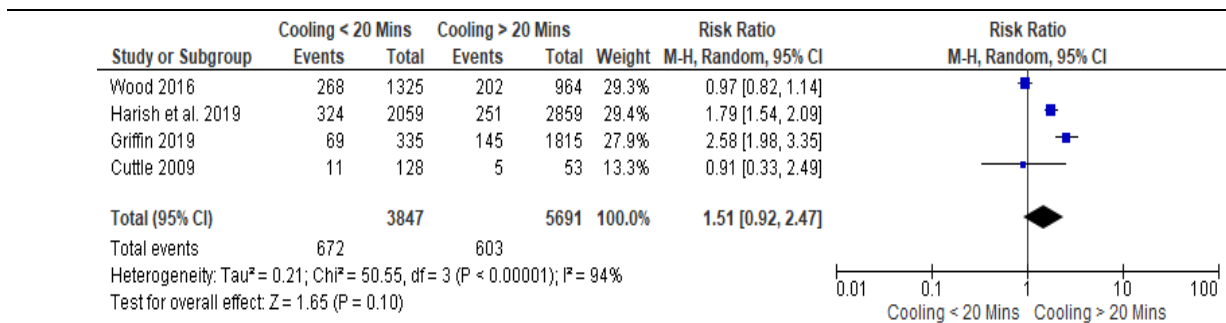 Cooling < 20 Mins Cooling > 20 Mins Risk Ratio Risk Ratio
Study or Subgroup Events Total Events Total Weight M-H, Random, 95% CI M-H, Random, 95% CI
Wood 2016 268 1325 202 964 29.3% 0.97 [0.82, 1.14]
Harish et al. 2019 324 2059 251 2859 29.4% 1.79 [1.54, 2.09]
Griffin 2019 69 335 145 1815 27.9% 2.58 [1.98, 3.35]
Cuttle 2009 11 128 5 53 13.3% 0.91 [0.33, 2.49]
Total (95% CI) 3847 5691 100.0% 1.51 [0.92, 2.47]
Total events 672 603
Heterogeneity: Tau² = 0.21; Chi² = 50.55, df = 3 (P < 0.00001); I² = 94%
Test for overall effect: Z = 1.65 (P = 0.10)
0.01 0.1 1 10 100
Cooling < 20 Mins Cooling > 20 Mins